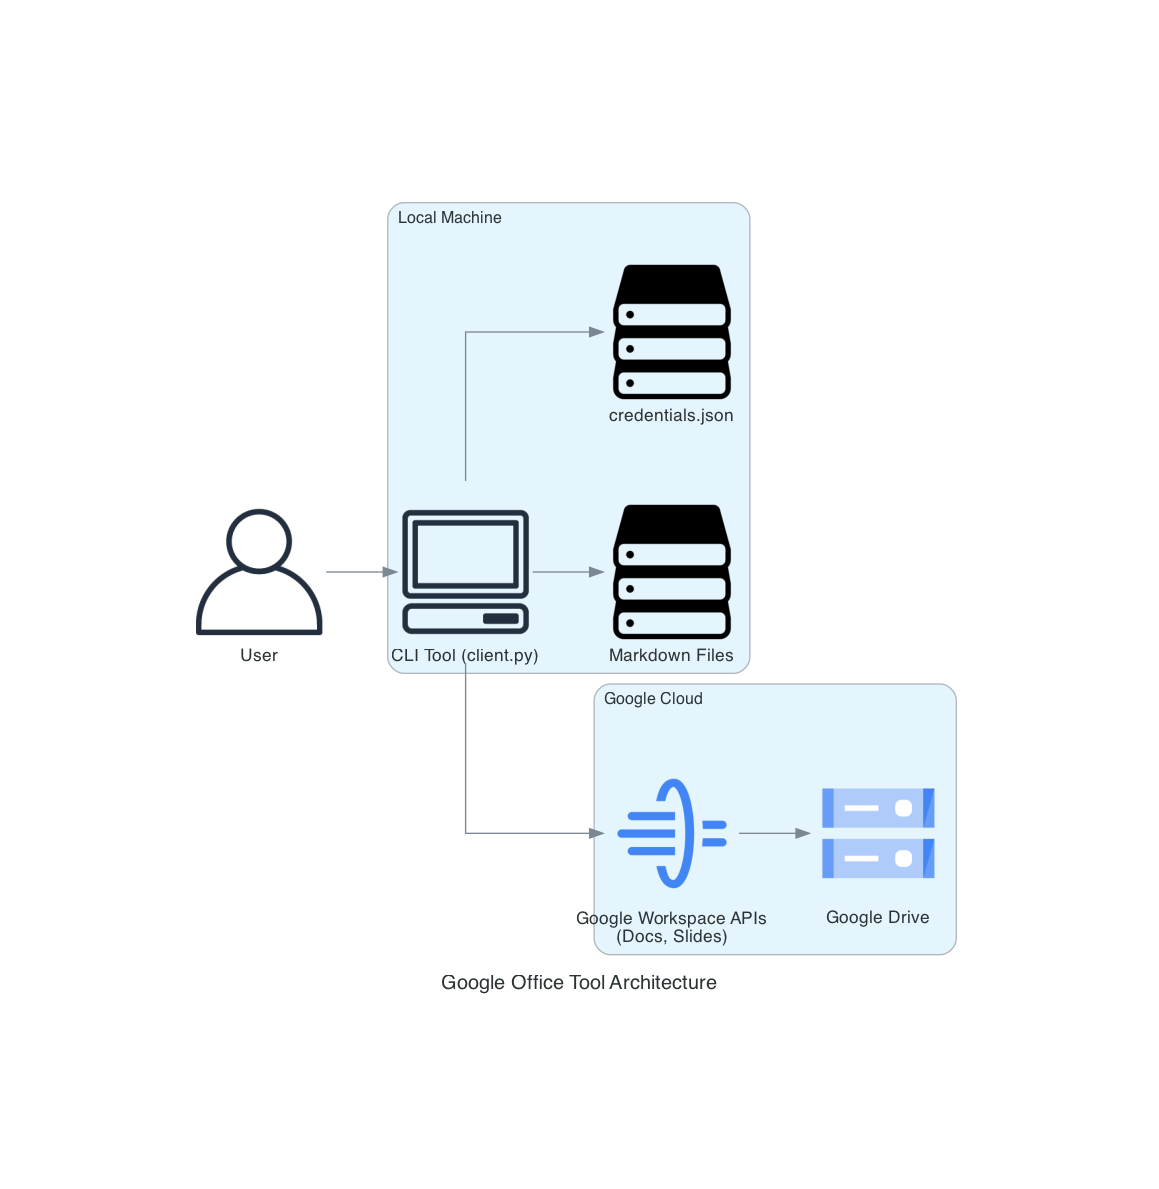 Local Machine
credentials.json
User
CLI Tool (client.py)
Markdown Files
Google Cloud
Google Workspace APIs
(Docs, Slides)
Google Drive
Google Office Tool Architecture